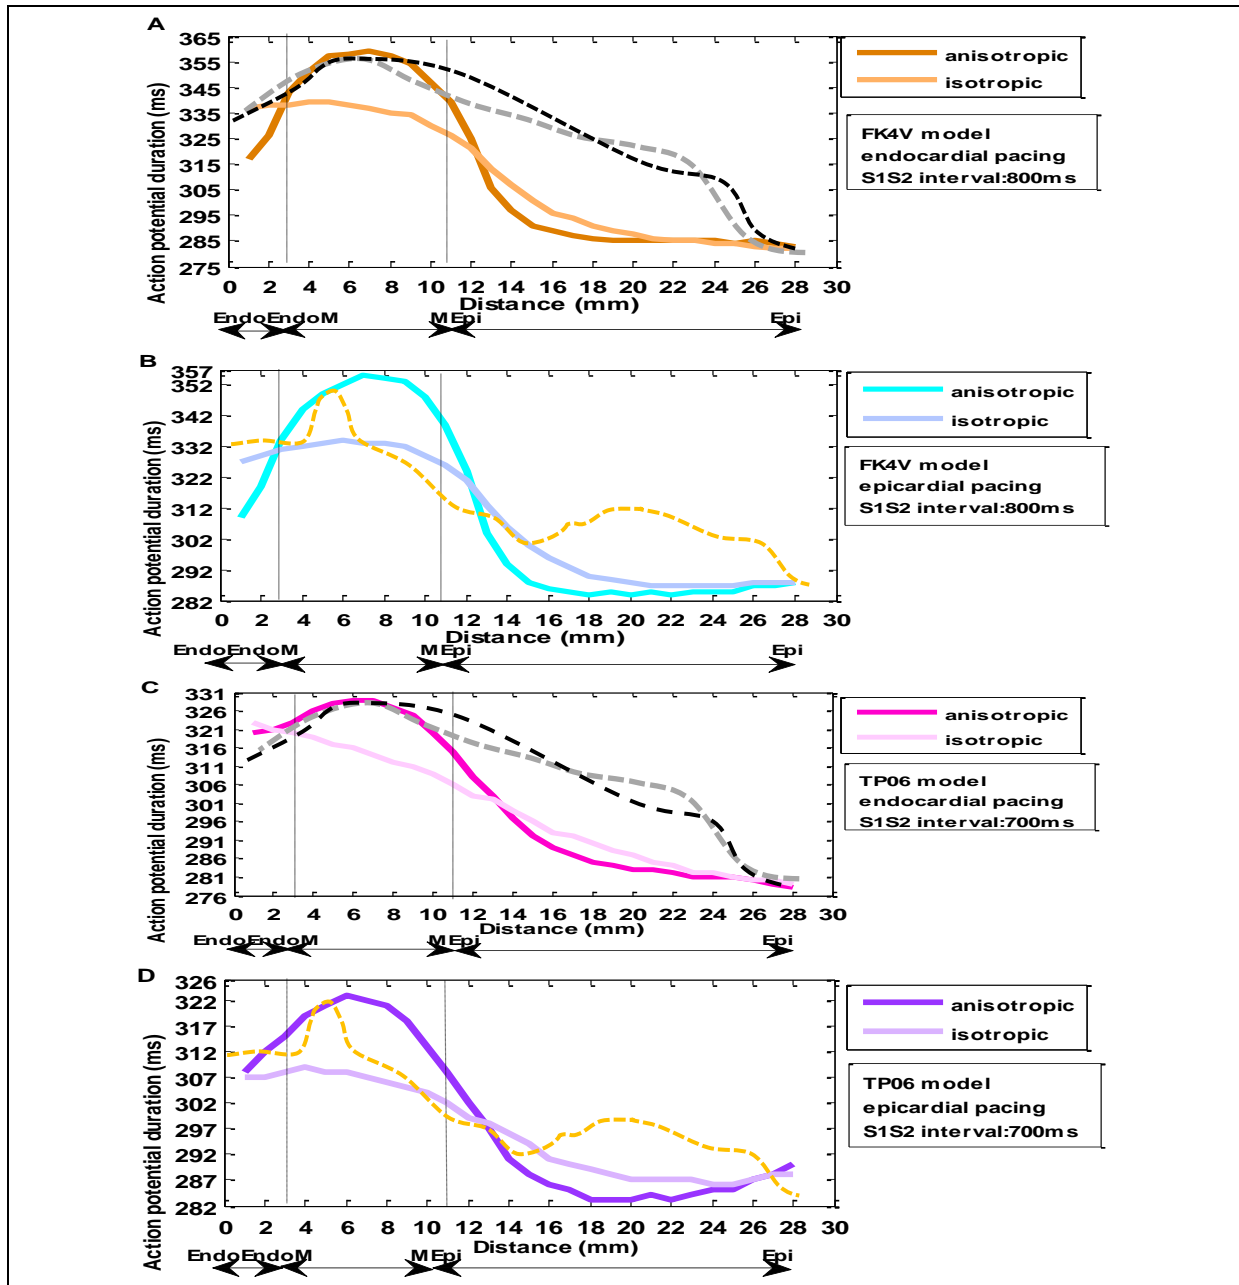 A
365
355
345
335
325
315
305
295
285
275
Action potential duration (ms)
0 2 4 6 8 10 12 14 16 18 20 22 24 26 28 30
Distance (mm)
Endo EndoM M Epi Epi
anisotropic
isotropic
FK4V model
endocardial pacing
S1S2 interval:800ms
B
357
352
342
332
322
312
302
292
282
Action potential duration (ms)
0 2 4 6 8 10 12 14 16 18 20 22 24 26 28 30
Distance (mm)
Endo EndoM M Epi Epi
anisotropic
isotropic
FK4V model
epicardial pacing
S1S2 interval:800ms
C
331
326
321
316
311
306
301
296
291
286
281
276
Action potential duration (ms)
0 2 4 6 8 10 12 14 16 18 20 22 24 26 28 30
Distance (mm)
Endo EndoM M Epi Epi
anisotropic
isotropic
TP06 model
endocardial pacing
S1S2 interval:700ms
D
326
322
317
312
307
302
297
292
287
282
Action potential duration (ms)
0 2 4 6 8 10 12 14 16 18 20 22 24 26 28 30
Distance (mm)
Endo EndoM M Epi Epi
anisotropic
isotropic
TP06 model
epicardial pacing
S1S2 interval:700ms